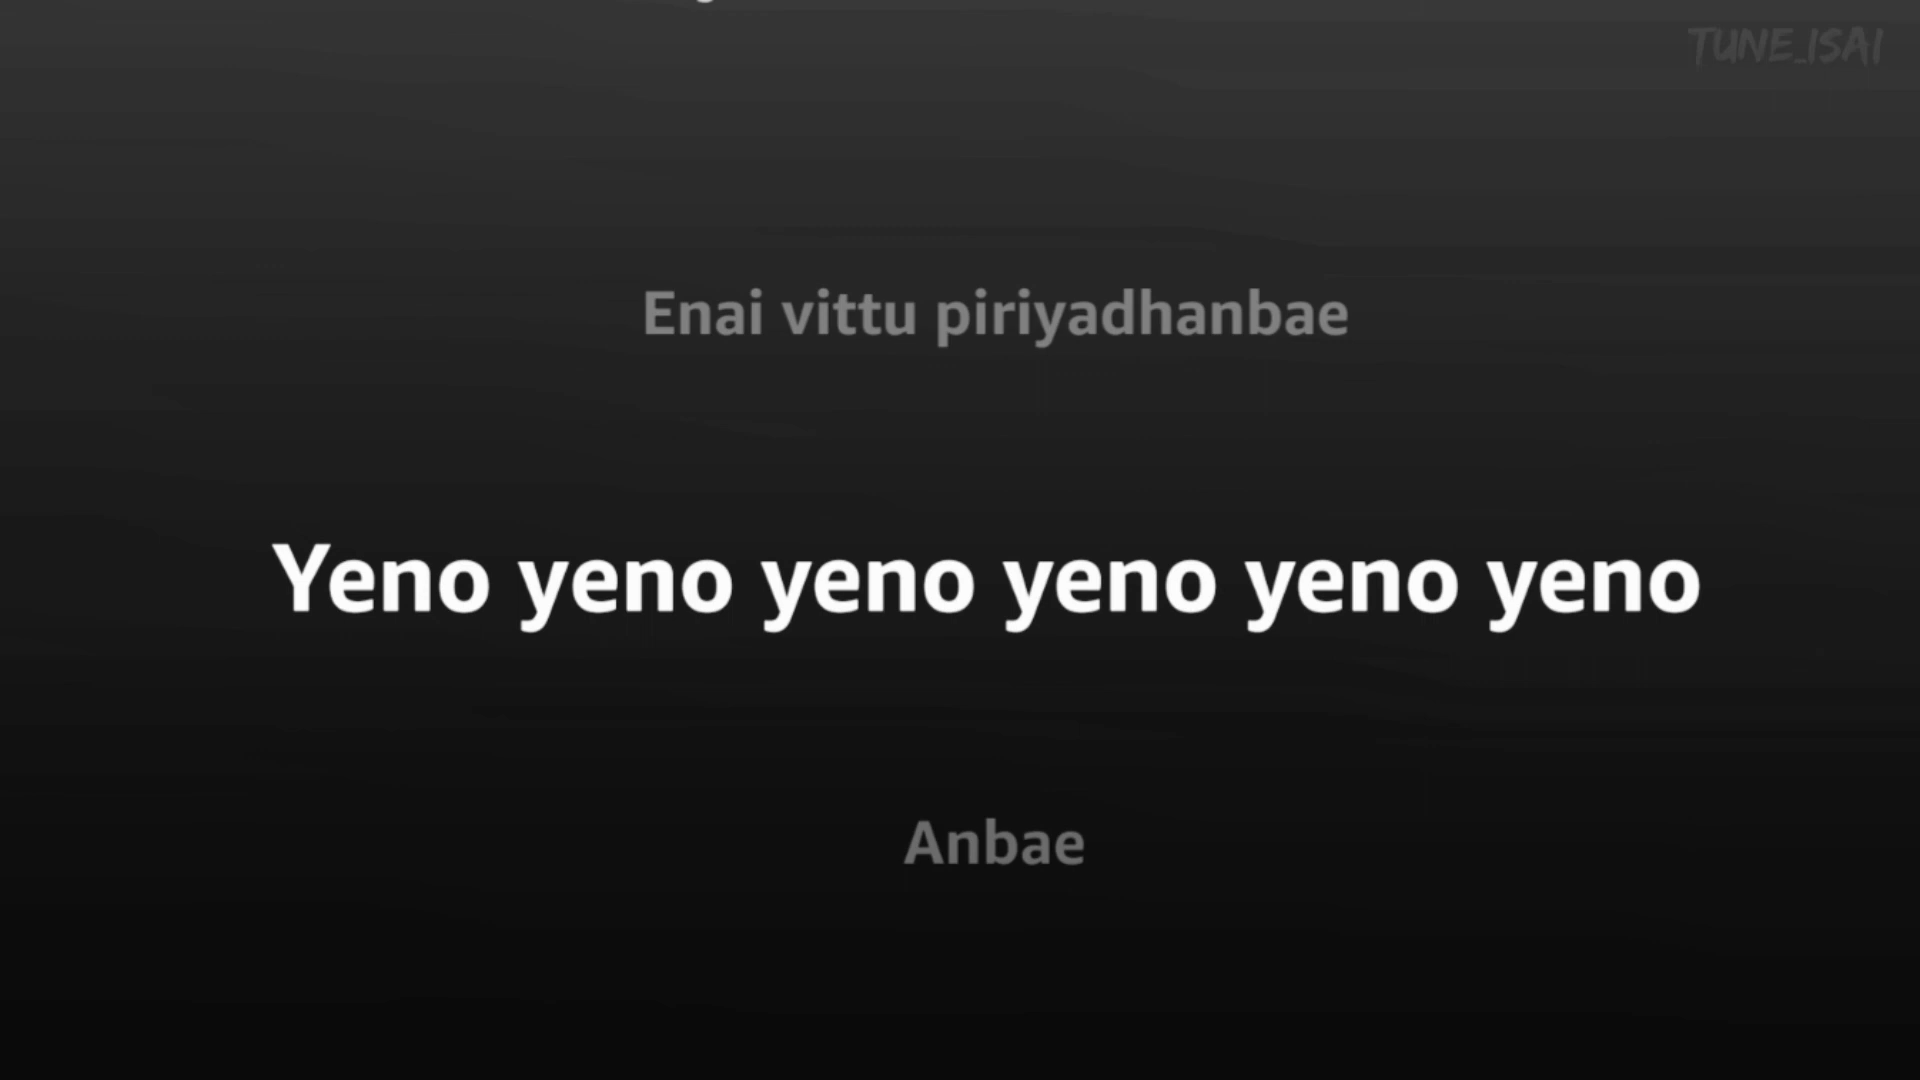 TUNE_ISAI
Enai vittu piriyadhanbae
Yeno yeno yeno yeno yeno yeno
Anbae